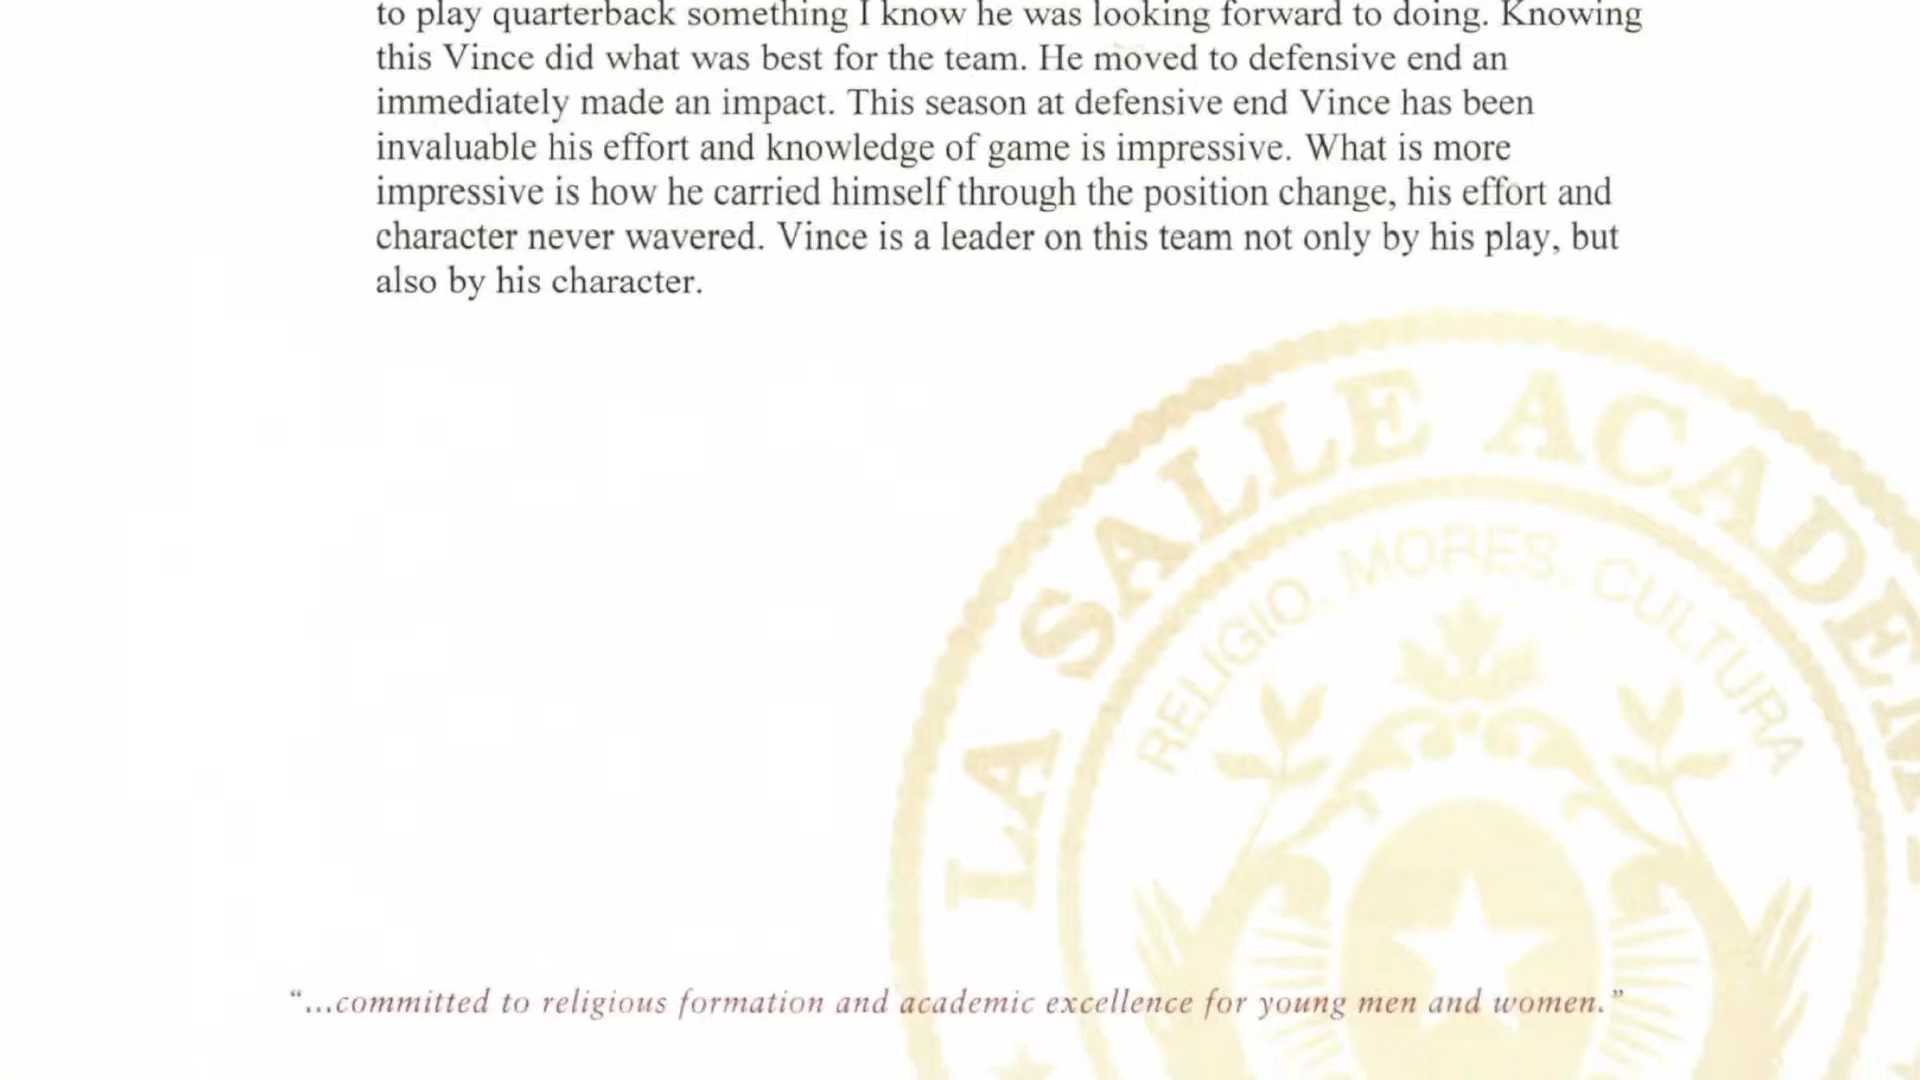 to play quarterback something I know he was looking forward to doing. Knowing
this Vince did what was best for the team. He moved to defensive end an
immediately made an impact. This season at defensive end Vince has been
invaluable his effort and knowledge of game is impressive. What is more
impressive is how he carried himself through the position change, his effort and
character never wavered. Vince is a leader on this team not only by his play, but
also by his character.
LA SALLE ACADEM
RELIGIO, MORES, CULTURA
“...committed to religious formation and academic excellence for young men and women.”